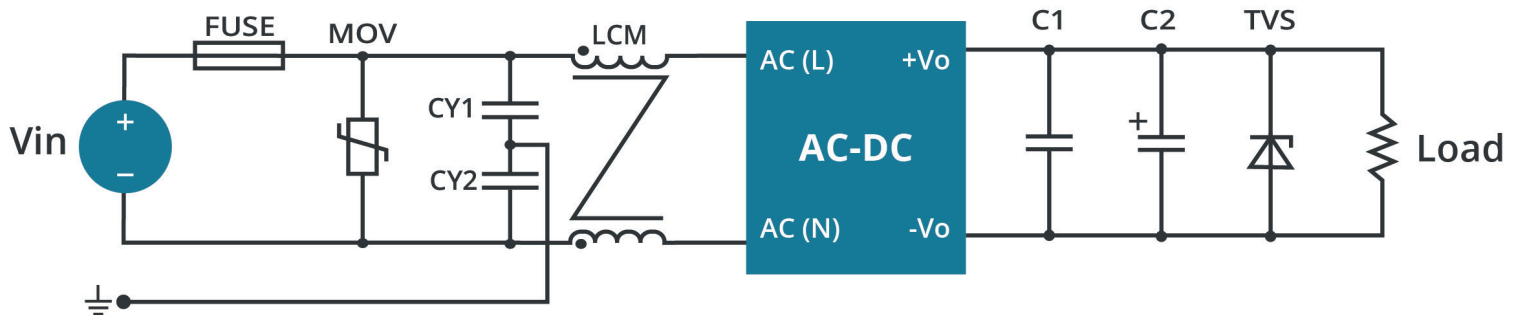 FUSE
MOV
LCM
C1
C2
TVS
AC (L)
+Vo
CY1
+
+
Vin
AC-DC
Load
−
CY2
AC (N)
-Vo